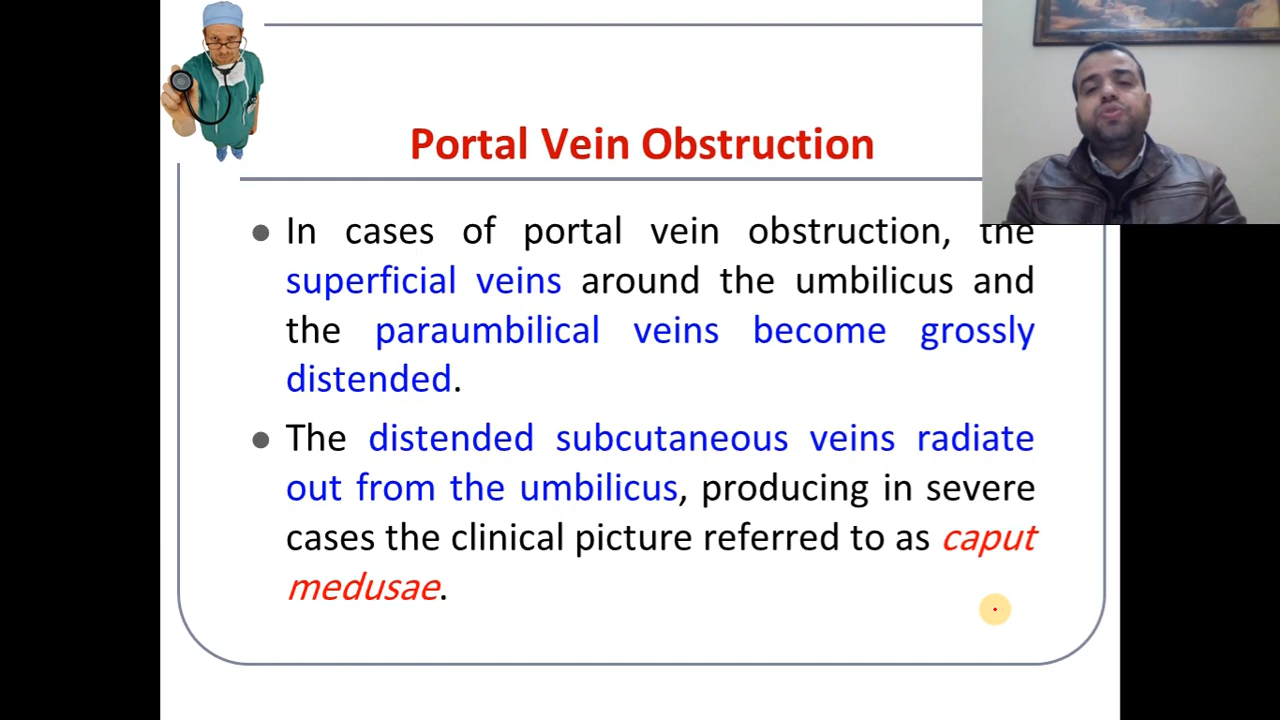 Portal Vein Obstruction
In cases of portal vein obstruction, the
superficial veins around the umbilicus and
the paraumbilical veins become grossly
distended.
The distended subcutaneous veins radiate
out from the umbilicus, producing in severe
cases the clinical picture referred to as caput
medusae.